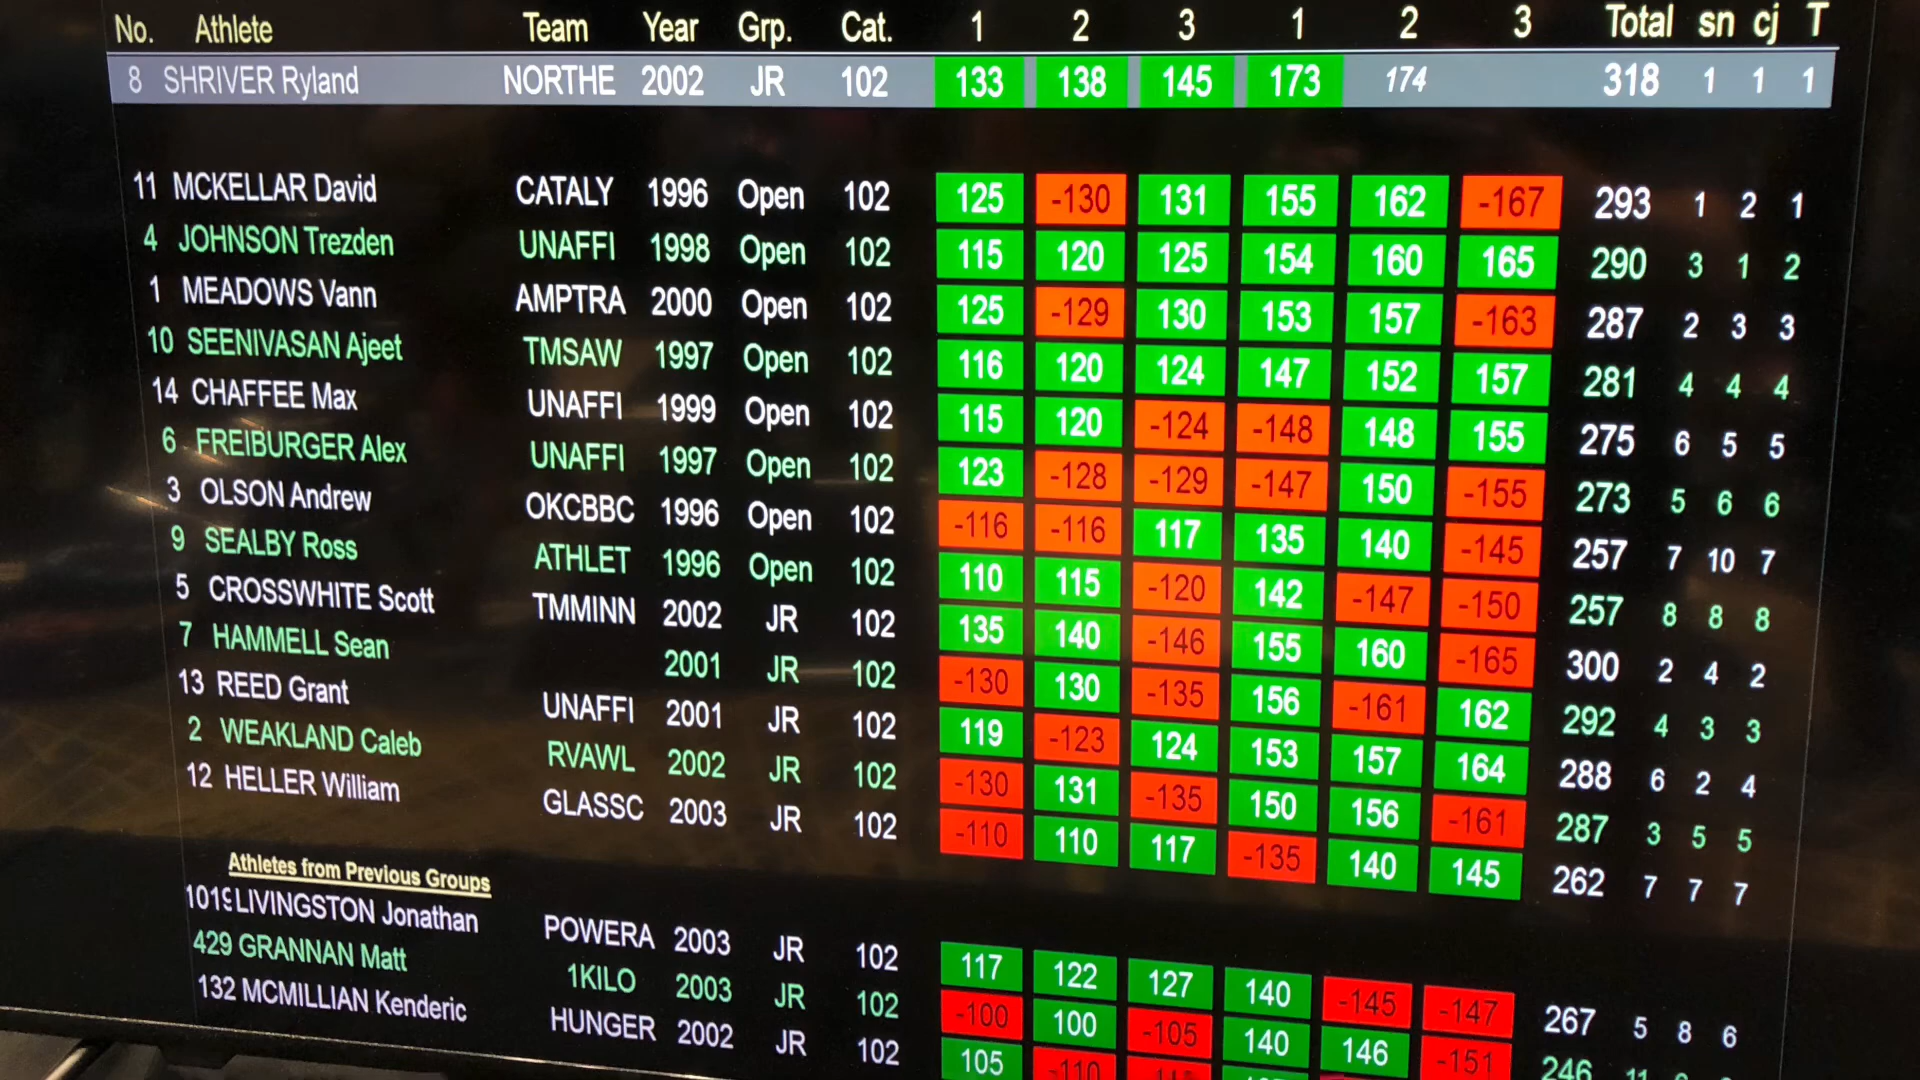 No. Athlete Team Year Grp. Cat. 1 2 3 1 2 3 Total sn cj T
8 SHRIVER Ryland NORTHE 2002 JR 102 133 138 145 173 174 318 1 1 1
11 MCKELLAR David CATALY 1996 Open 102 125 -130 131 155 162 -167 293 1 2 1
4 JOHNSON Trezden UNAFFI 1998 Open 102 115 120 125 154 160 165 290 3 1 2
1 MEADOWS Vann AMPTRA 2000 Open 102 125 -129 130 153 157 -163 287 2 3 3
10 SEENIVASAN Ajeet TMSAW 1997 Open 102 116 120 124 147 152 157 281 4 4 4
14 CHAFFEE Max UNAFFI 1999 Open 102 115 120 -124 -148 148 155 275 6 5 5
6 FREIBURGER Alex UNAFFI 1997 Open 102 123 -128 -129 -147 150 -155 273 5 6 6
3 OLSON Andrew OKCBBC 1996 Open 102 -116 -116 117 135 140 -145 257 7 10 7
9 SEALBY Ross ATHLET 1996 Open 102 110 115 -120 142 -147 -150 257 8 8 8
5 CROSSWHITE Scott TMMINN 2002 JR 102 135 140 -146 155 160 -165 300 2 4 2
7 HAMMELL Sean 2001 JR 102 -130 130 -135 156 -161 162 292 4 3 3
13 REED Grant UNAFFI 2001 JR 102 119 -123 124 153 157 164 288 6 2 4
2 WEAKLAND Caleb RVAWL 2002 JR 102 -130 131 -135 150 156 -161 287 3 5 5
12 HELLER William GLASSC 2003 JR 102 -110 110 117 -135 140 145 262 7 7 7
Athletes from Previous Groups
1019 LIVINGSTON Jonathan POWERA 2003 JR 102 117 122 127 140 -145 -147 267 5 8 6
429 GRANNAN Matt 1KILO 2003 JR 102 -100 100 -105 140 146 -151 246
132 MCMILLIAN Kenderic HUNGER 2002 JR 102 105 -110